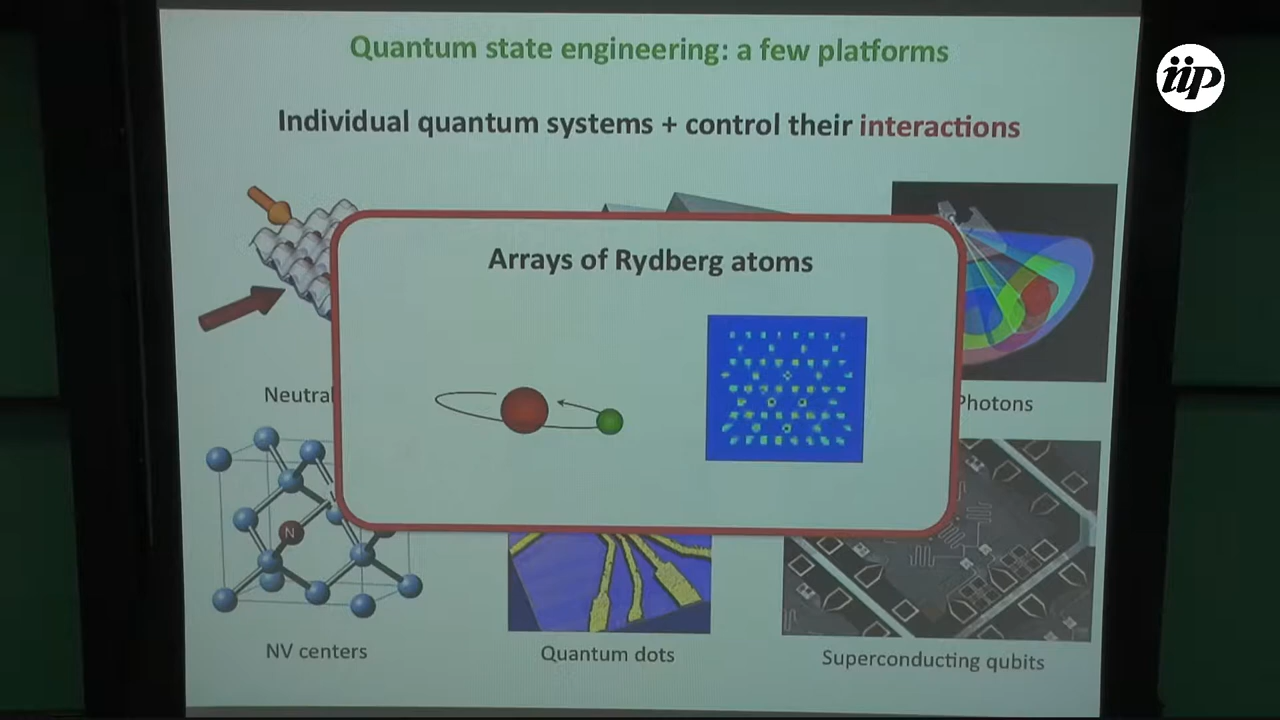 Quantum state engineering: a few platforms
iip
Individual quantum systems + control their interactions
Arrays of Rydberg atoms
Neutral
Photons
N
NV centers
Quantum dots
Superconducting qubits